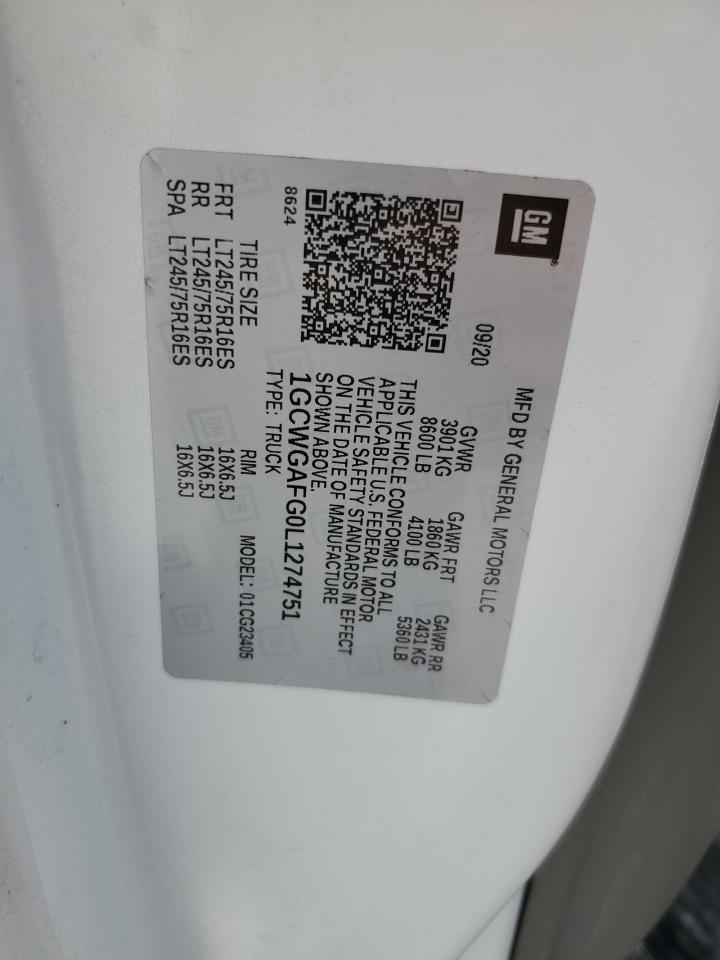 GM
MFD BY GENERAL MOTORS LLC
09/20
GVWR GAWR FRT GAWR RR
3901 KG 1860 KG 2431 KG
8600 LB 4100 LB 5360 LB
THIS VEHICLE CONFORMS TO ALL
APPLICABLE U.S. FEDERAL MOTOR
VEHICLE SAFETY STANDARDS IN EFFECT
ON THE DATE OF MANUFACTURE
SHOWN ABOVE.
1GCWGAFG0L1274751
TYPE: TRUCK
8624
MODEL: 01CG23405
TIRE SIZE RIM
FRT LT245/75R16ES 16X6.5J
RR LT245/75R16ES 16X6.5J
SPA LT245/75R16ES 16X6.5J